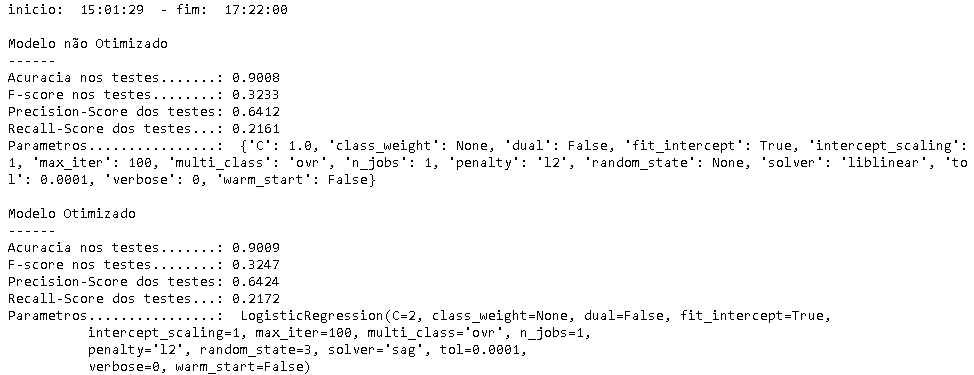 inicio:  15:01:29  - fim:  17:22:00
Modelo não Otimizado
------
Acuracia nos testes.......: 0.9008
F-score nos testes........: 0.3233
Precision-Score dos testes: 0.6412
Recall-Score dos testes...: 0.2161
Parametros................:  {'C': 1.0, 'class_weight': None, 'dual': False, 'fit_intercept': True, 'intercept_scaling':
1, 'max_iter': 100, 'multi_class': 'ovr', 'n_jobs': 1, 'penalty': 'l2', 'random_state': None, 'solver': 'liblinear', 'to
l': 0.0001, 'verbose': 0, 'warm_start': False}
Modelo Otimizado
------
Acuracia nos testes.......: 0.9009
F-score nos testes........: 0.3247
Precision-Score dos testes: 0.6424
Recall-Score dos testes...: 0.2172
Parametros................:  LogisticRegression(C=2, class_weight=None, dual=False, fit_intercept=True,
intercept_scaling=1, max_iter=100, multi_class='ovr', n_jobs=1,
penalty='l2', random_state=3, solver='sag', tol=0.0001,
verbose=0, warm_start=False)